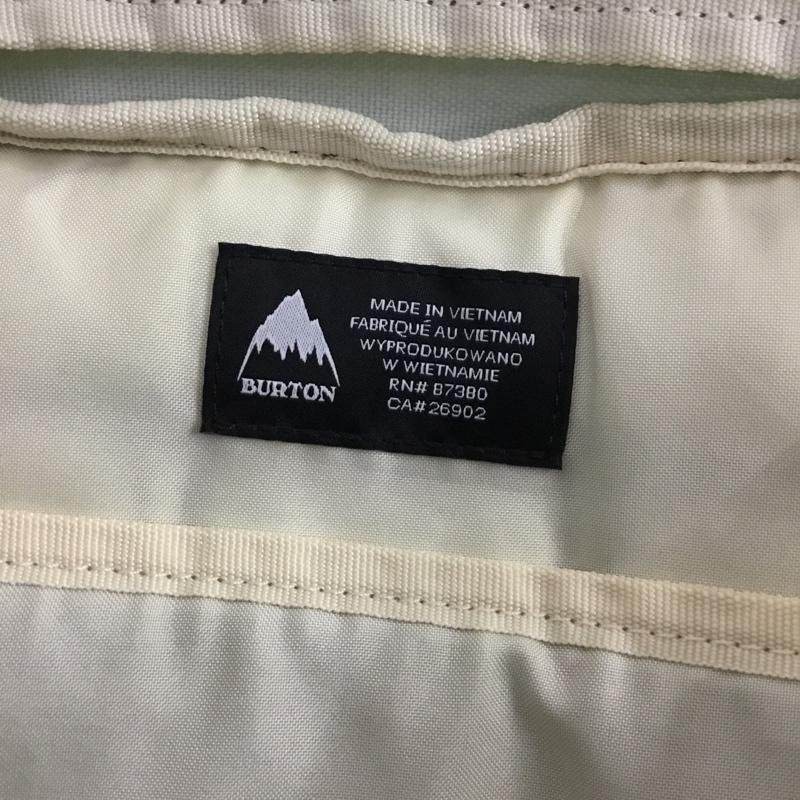 BURTON
MADE IN VIETNAM
FABRIQUÉ AU VIETNAM
WYPRODUKOWANO
W WIETNAMIE
RN# 87380
CA#26902